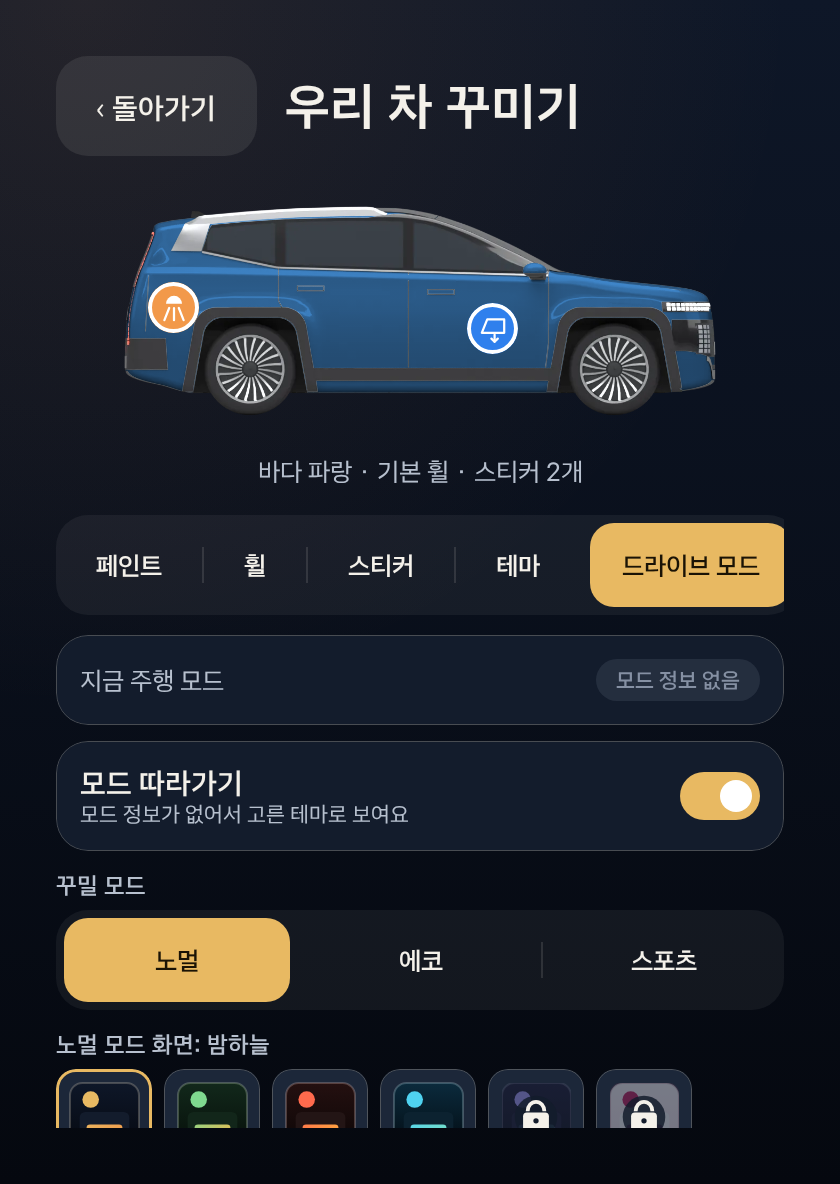 ‹ 돌아가기
우리 차 꾸미기
바다 파랑 · 기본 휠 · 스티커 2개
페인트
휠
스티커
테마
드라이브 모드
지금 주행 모드
모드 정보 없음
모드 따라가기
모드 정보가 없어서 고른 테마로 보여요
꾸밀 모드
노멀
에코
스포츠
노멀 모드 화면: 밤하늘